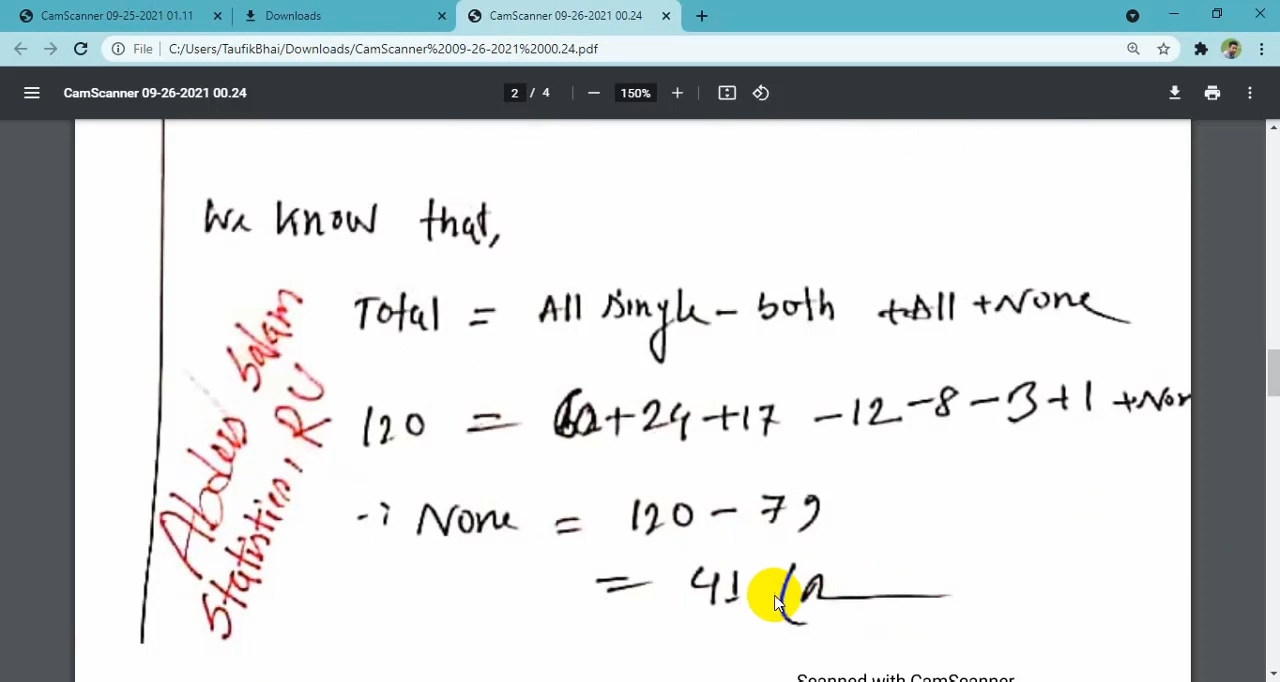 CamScanner 09-25-2021 01.11
Downloads
CamScanner 09-26-2021 00.24
File
C:/Users/TaufikBhai/Downloads/CamScanner%2009-26-2021%2000.24.pdf
CamScanner 09-26-2021 00.24
2 / 4
150%
We know that,
Total = All single - both +All +None
120 = 60+24+17 -12-8-3+1 +Non
None = 120 - 79
= 41
Salam
Statistics, RU
Scanned with CamScanner